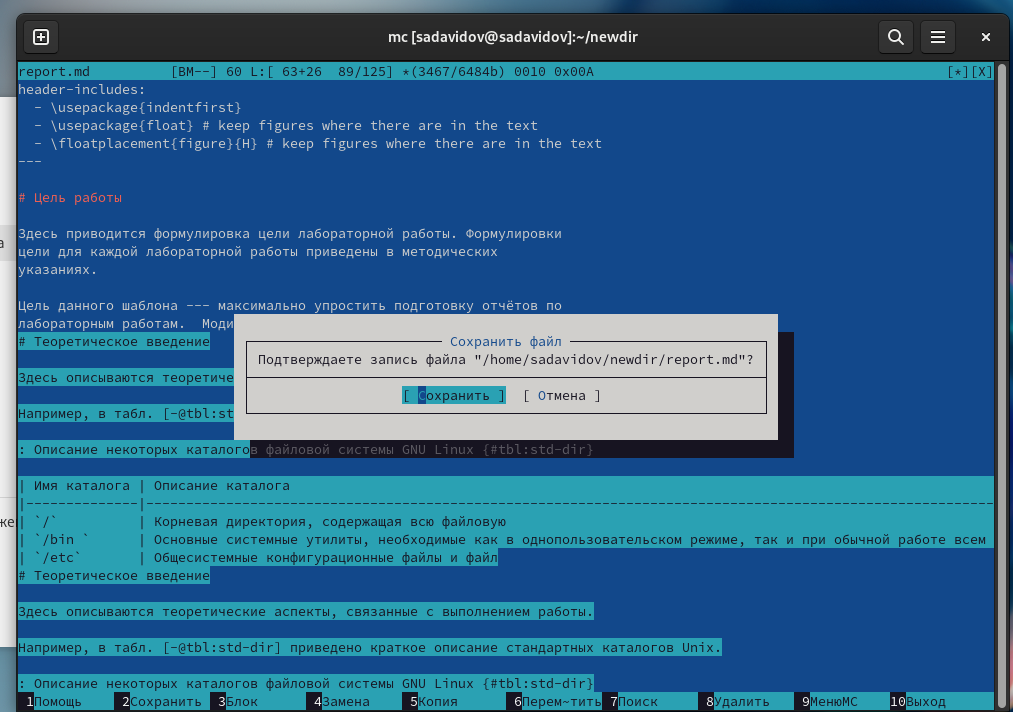 mc [sadavidov@sadavidov]:~/newdir
report.md [BM--] 60 L:[ 63+26 89/125] *(3467/6484b) 0010 0x00A [*][X]
header-includes:
- \usepackage{indentfirst}
- \usepackage{float} # keep figures where there are in the text
- \floatplacement{figure}{H} # keep figures where there are in the text
---
# Цель работы
Здесь приводится формулировка цели лабораторной работы. Формулировки
цели для каждой лабораторной работы приведены в методических
указаниях.
Цель данного шаблона --- максимально упростить подготовку отчётов по
лабораторным работам. Моди
# Теоретическое введение
Сохранить файл
Подтверждаете запись файла "/home/sadavidov/newdir/report.md"?
[ Сохранить ] [ Отмена ]
Здесь описываются теоретиче
Например, в табл. [-@tbl:st
: Описание некоторых каталогов файловой системы GNU Linux {#tbl:std-dir}
| Имя каталога | Описание каталога
|--------------|----------------------------------------------------------------------------------------------------------
| `/` | Корневая директория, содержащая всю файловую
| `/bin ` | Основные системные утилиты, необходимые как в однопользовательском режиме, так и при обычной работе всем
| `/etc` | Общесистемные конфигурационные файлы и файл
# Теоретическое введение
Здесь описываются теоретические аспекты, связанные с выполнением работы.
Например, в табл. [-@tbl:std-dir] приведено краткое описание стандартных каталогов Unix.
: Описание некоторых каталогов файловой системы GNU Linux {#tbl:std-dir}
1Помощь 2Сохранить 3Блок 4Замена 5Копия 6Перем~тить 7Поиск 8Удалить 9МенюMC 10Выход
а
же